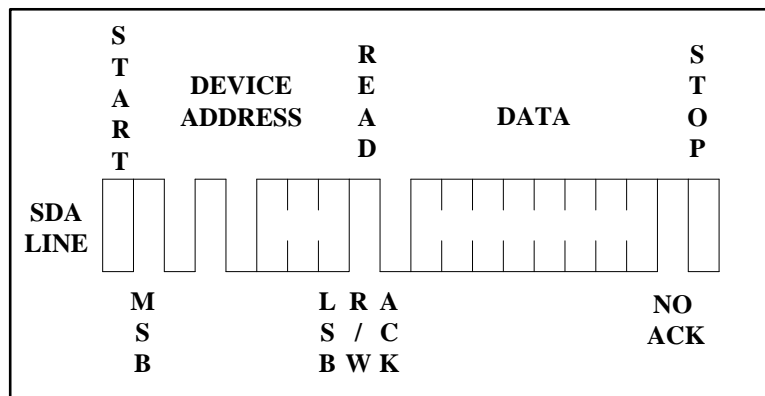 START
DEVICE
ADDRESS
READ
DATA
STOP
SDA
LINE
MSB
LSB
R/W
ACK
NO
ACK